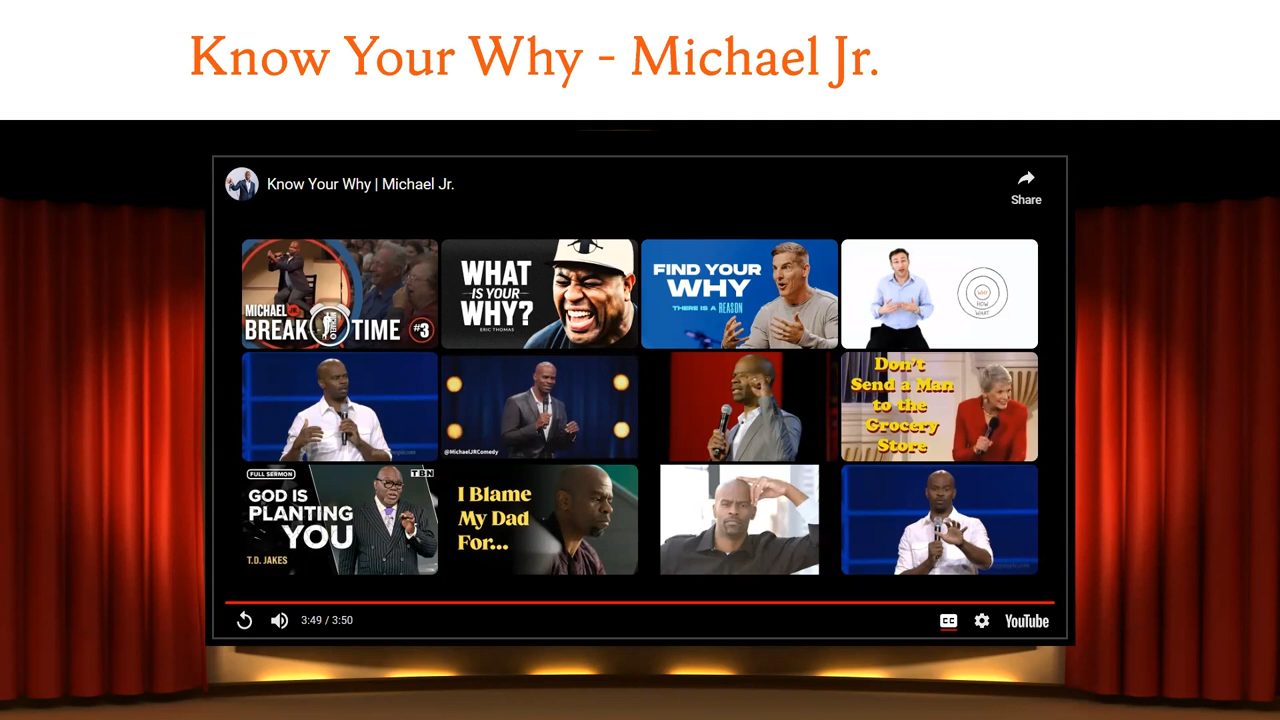 Know Your Why - Michael Jr.
Know Your Why | Michael Jr.
Share
MICHAEL JR.
BREAK TIME #3
WHAT
IS YOUR
WHY?
ERIC THOMAS
FIND YOUR
WHY
THERE IS A REASON
WHY
HOW
WHAT
@MichaelJRComedy
Don't
Send a Man
to the
Grocery
Store
FULL SERMON
TBN
GOD IS
PLANTING
YOU
T.D. JAKES
I Blame
My Dad
For...
3:49 / 3:50
CC
YouTube